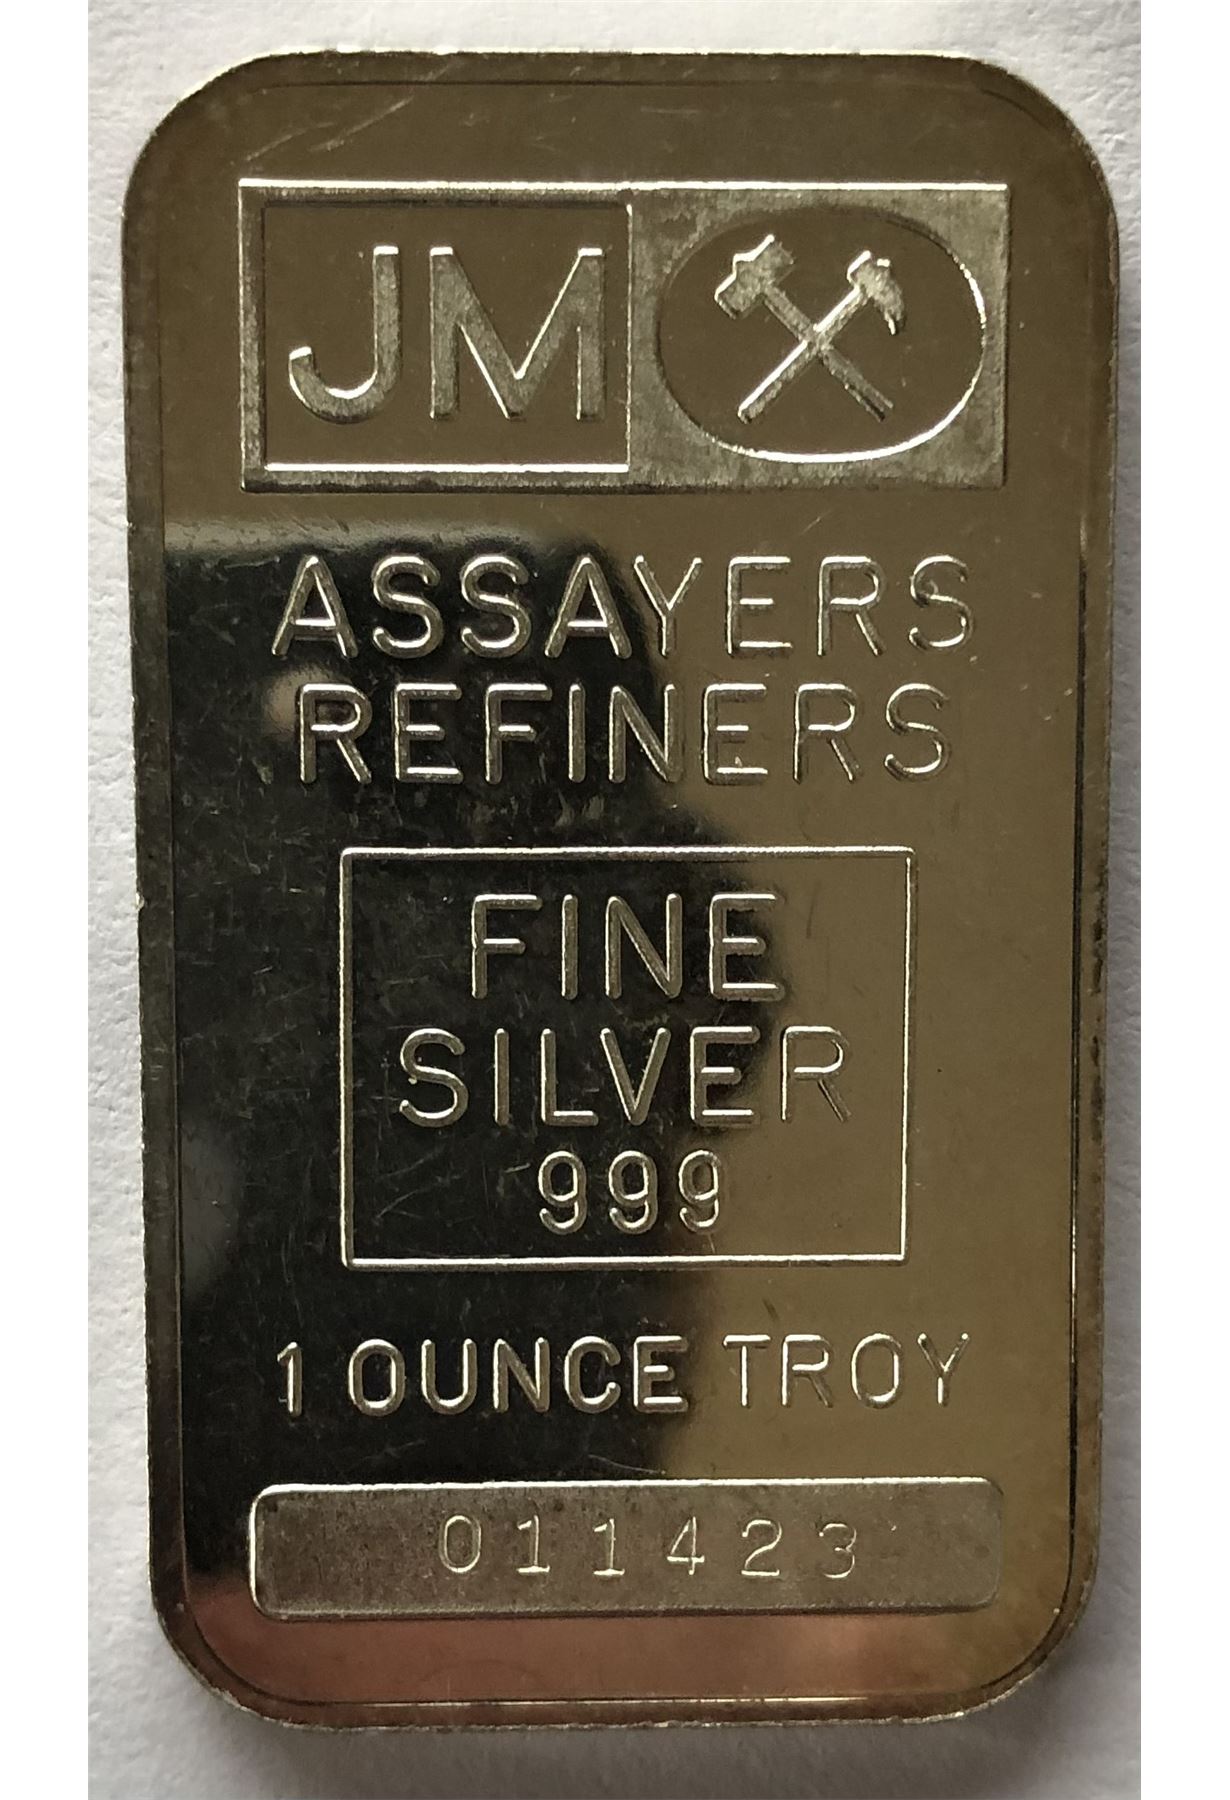 JM
ASSAYERS
REFINERS
FINE
SILVER
999
1 OUNCE TROY
011423